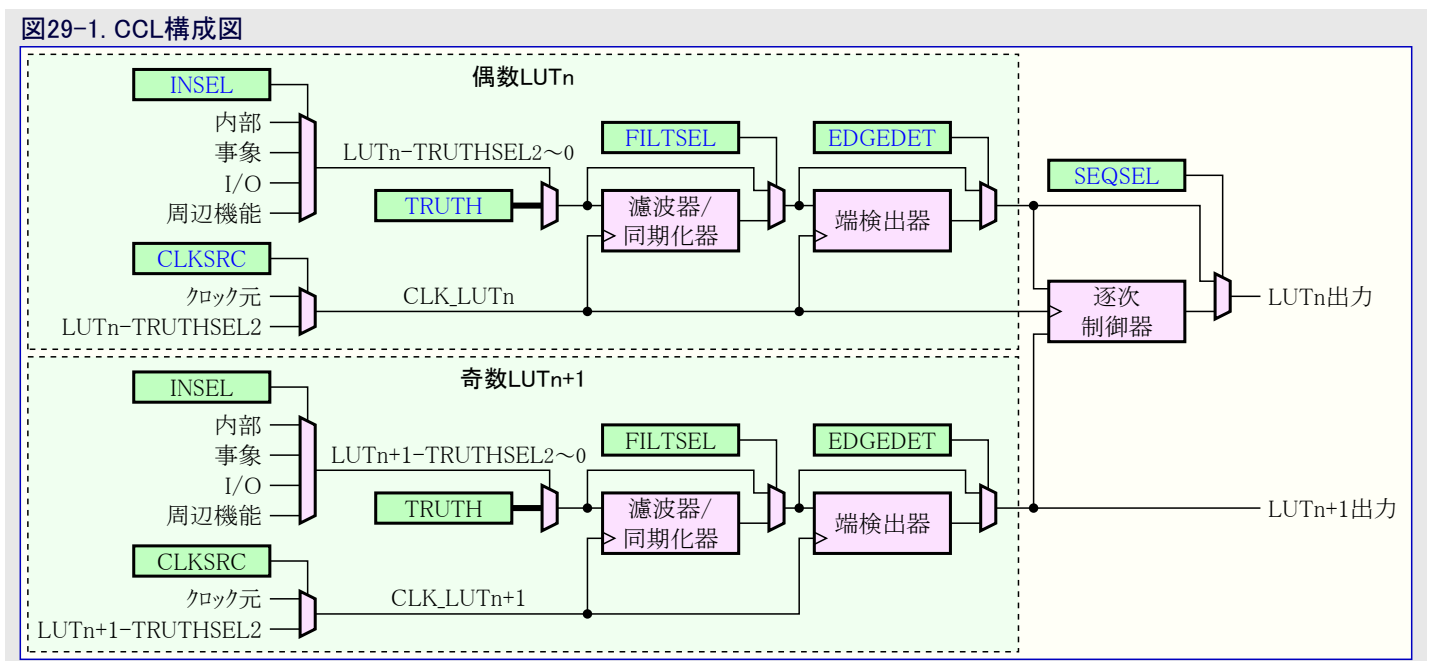 図29-1. CCL構成図
偶数LUTn
INSEL
内部
事象
I/O
周辺機能
LUTn-TRUTHSEL2～0
TRUTH
FILTSEL
濾波器/
同期化器
EDGEDET
端検出器
CLKSRC
クロック元
LUTn-TRUTHSEL2
CLK_LUTn
SEQSEL
逐次
制御器
LUTn出力
奇数LUTn+1
INSEL
内部
事象
I/O
周辺機能
LUTn+1-TRUTHSEL2～0
TRUTH
FILTSEL
濾波器/
同期化器
EDGEDET
端検出器
CLKSRC
クロック元
LUTn+1-TRUTHSEL2
CLK_LUTn+1
LUTn+1出力